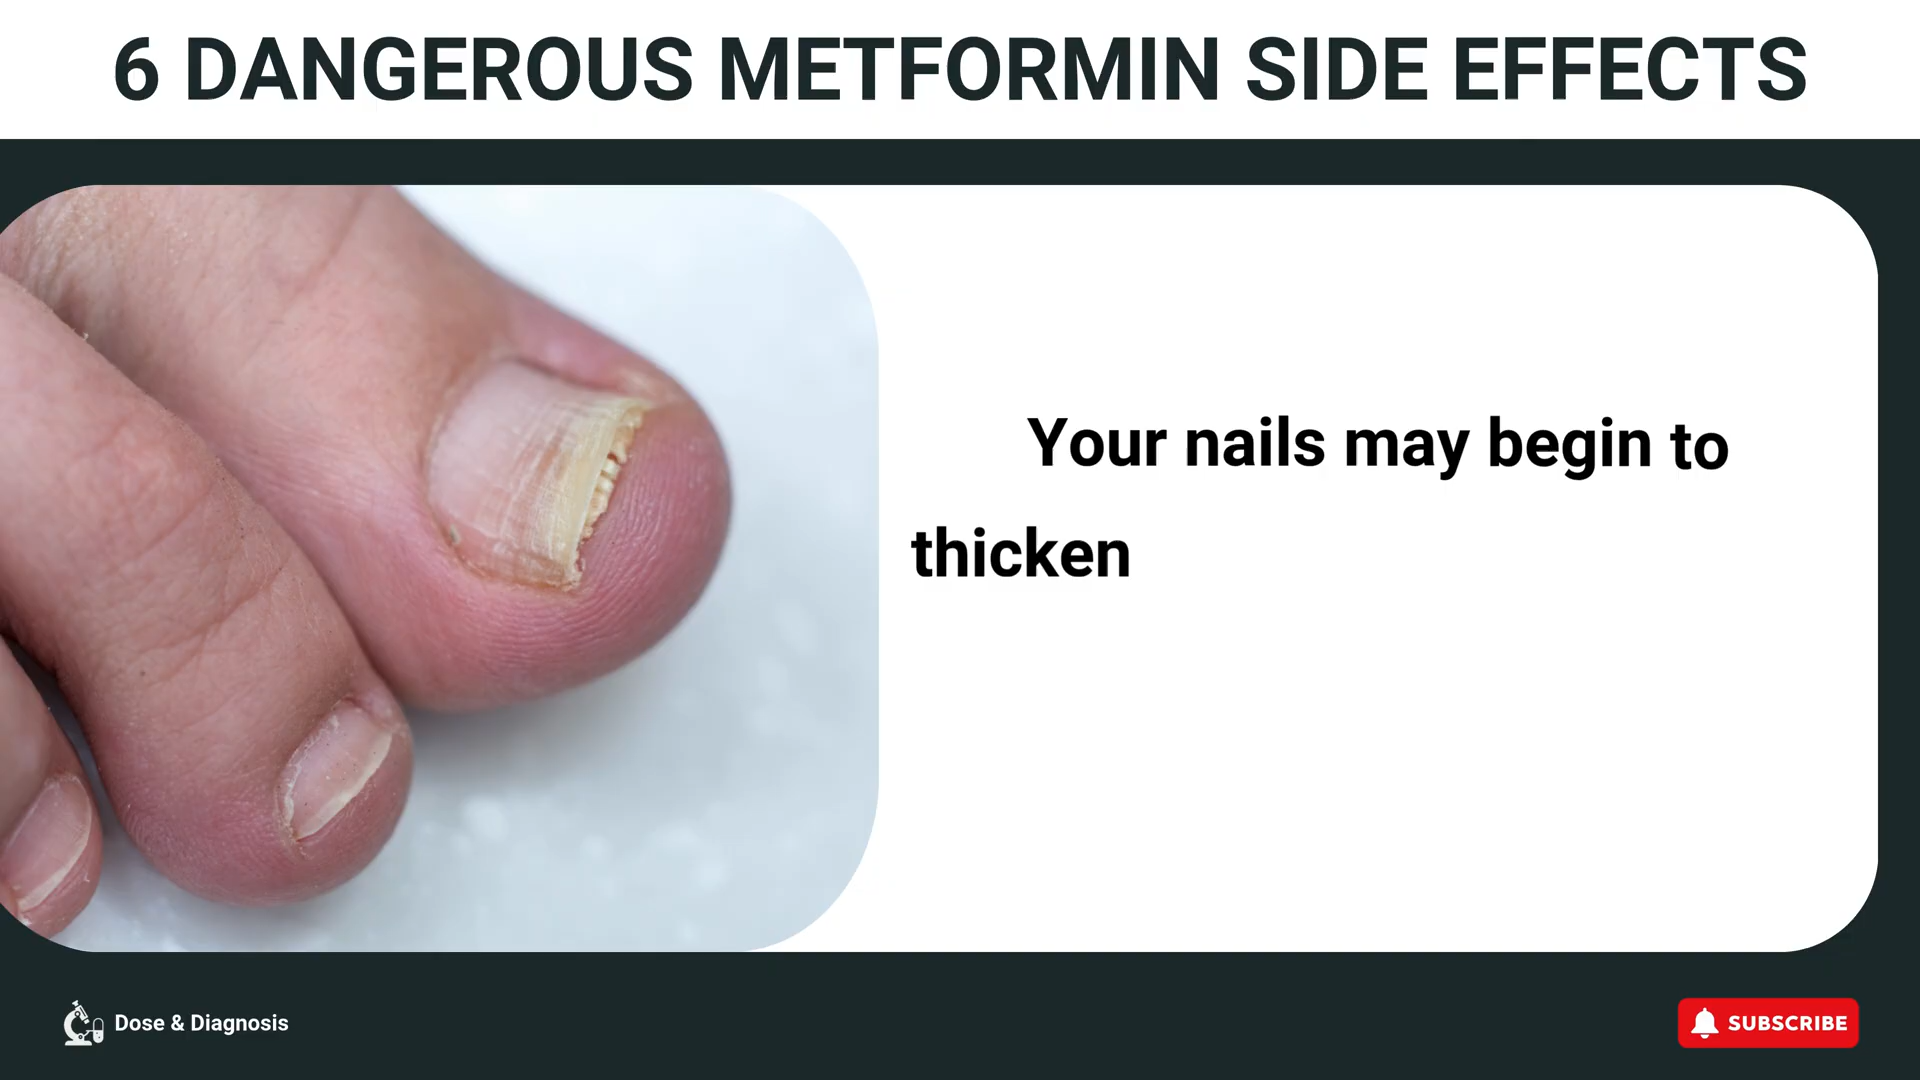 6 DANGEROUS METFORMIN SIDE EFFECTS
Your nails may begin to
thicken
Dose & Diagnosis
SUBSCRIBE